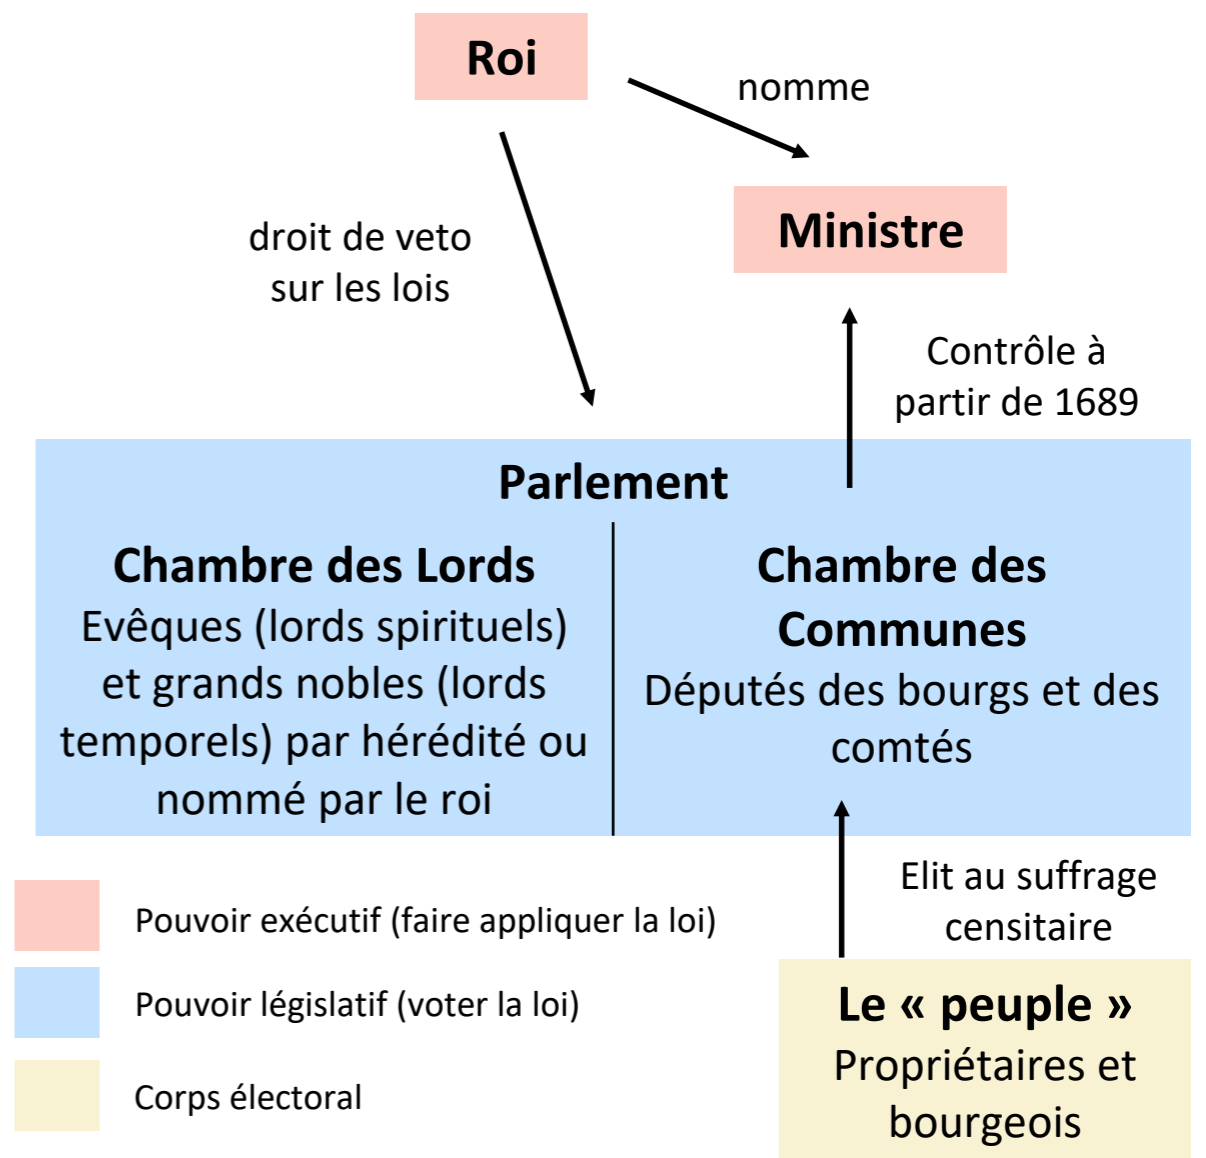 Roi
nomme
Ministre
droit de veto
sur les lois
Contrôle à
partir de 1689
Parlement
Chambre des Lords
Evêques (lords spirituels)
et grands nobles (lords
temporels) par hérédité ou
nommé par le roi
Chambre des
Communes
Députés des bourgs et des
comtés
Elit au suffrage
censitaire
Le « peuple »
Propriétaires et
bourgeois
Pouvoir exécutif (faire appliquer la loi)
Pouvoir législatif (voter la loi)
Corps électoral